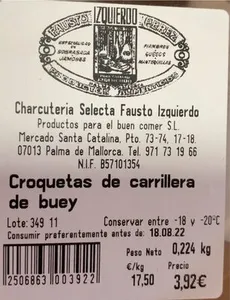 FAUSTO IZQUIERDO PEREZ
ESPECIALIDAD EN
SOBRASADA
JAMONES
FIAMBRES
QUESOS
MANTEQUILLAS
Charcuteria Selecta Fausto Izquierdo
Productos para el buen comer S.L.
Mercado Santa Catalina, Pto. 73-74, 17-18.
07013 Palma de Mallorca. Tel. 971 73 19 66
N.I.F. B57101354
Croquetas de carrillera
de buey
Lote: 349 11 Conservar entre -18 y -20°C
Consumir preferentemente antes de: 18.08.22
Peso Neto 0,224 kg
€/kg Precio
17,50 3,92€
2506863 003922